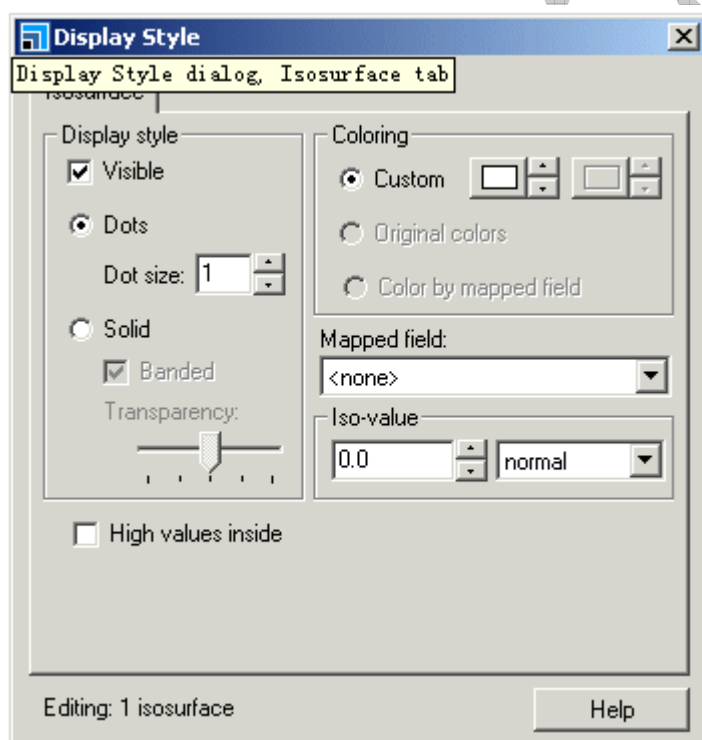 Display Style
Display Style dialog, Isosurface tab
Isosurface
Display style
Visible
Dots
Dot size: 1
Solid
Banded
Transparency:
Coloring
Custom
Original colors
Color by mapped field
Mapped field:
<none>
Iso-value
0.0 normal
High values inside
Editing: 1 isosurface
Help